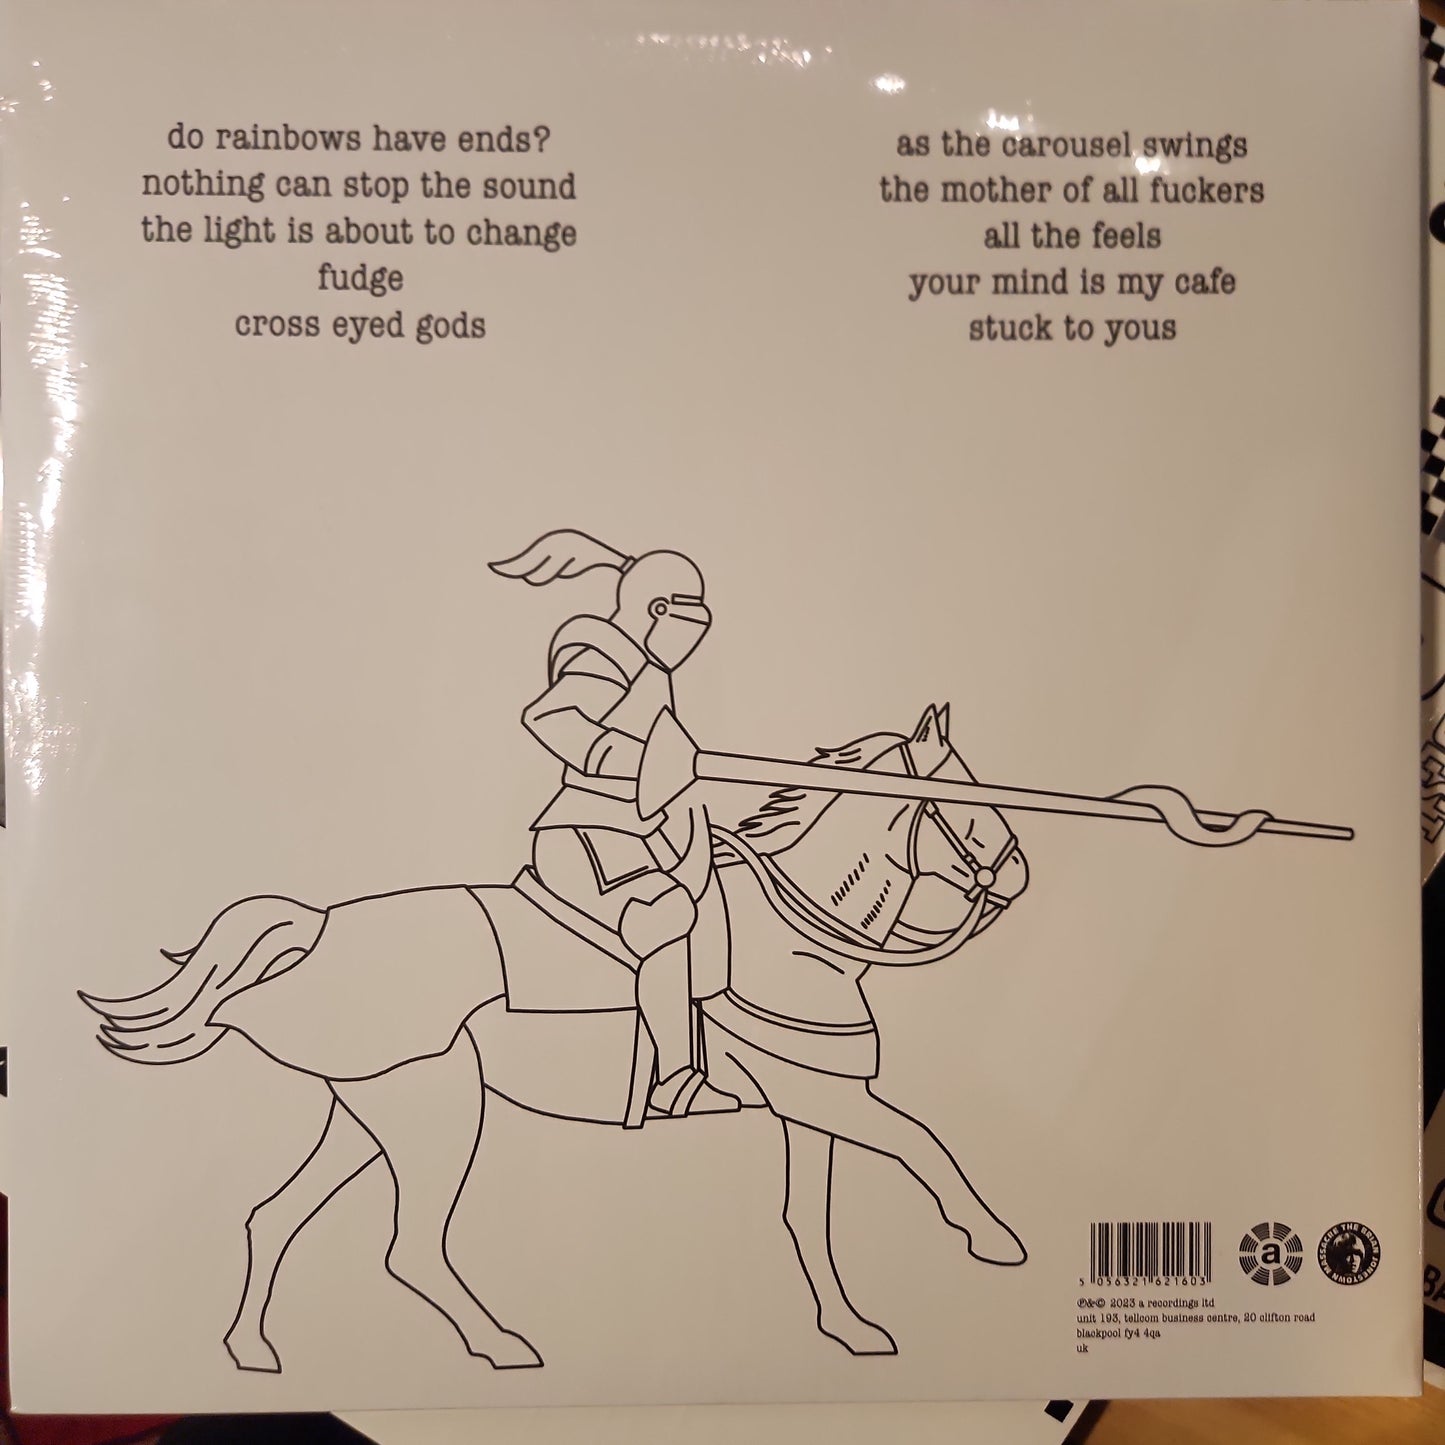 do rainbows have ends?
nothing can stop the sound
the light is about to change
fudge
cross eyed gods
as the carousel swings
the mother of all fuckers
all the feels
your mind is my cafe
stuck to yous
5 056321 621603
a
THE BRIAN JONESTOWN MASSACRE
℗&© 2023 a recordings ltd
unit 193, tellcom business centre, 20 clifton road
blackpool fy4 4qa
uk